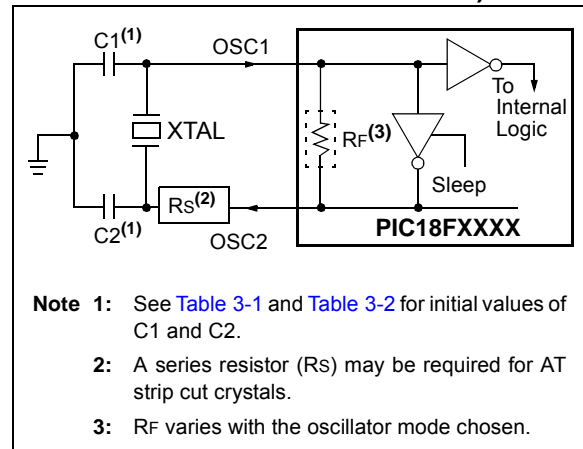 C1(1)
OSC1
To
Internal
Logic
XTAL
RF(3)
Sleep
RS(2)
C2(1)
OSC2
PIC18FXXXX
Note 1: See Table 3-1 and Table 3-2 for initial values of
C1 and C2.
2: A series resistor (RS) may be required for AT
strip cut crystals.
3: RF varies with the oscillator mode chosen.